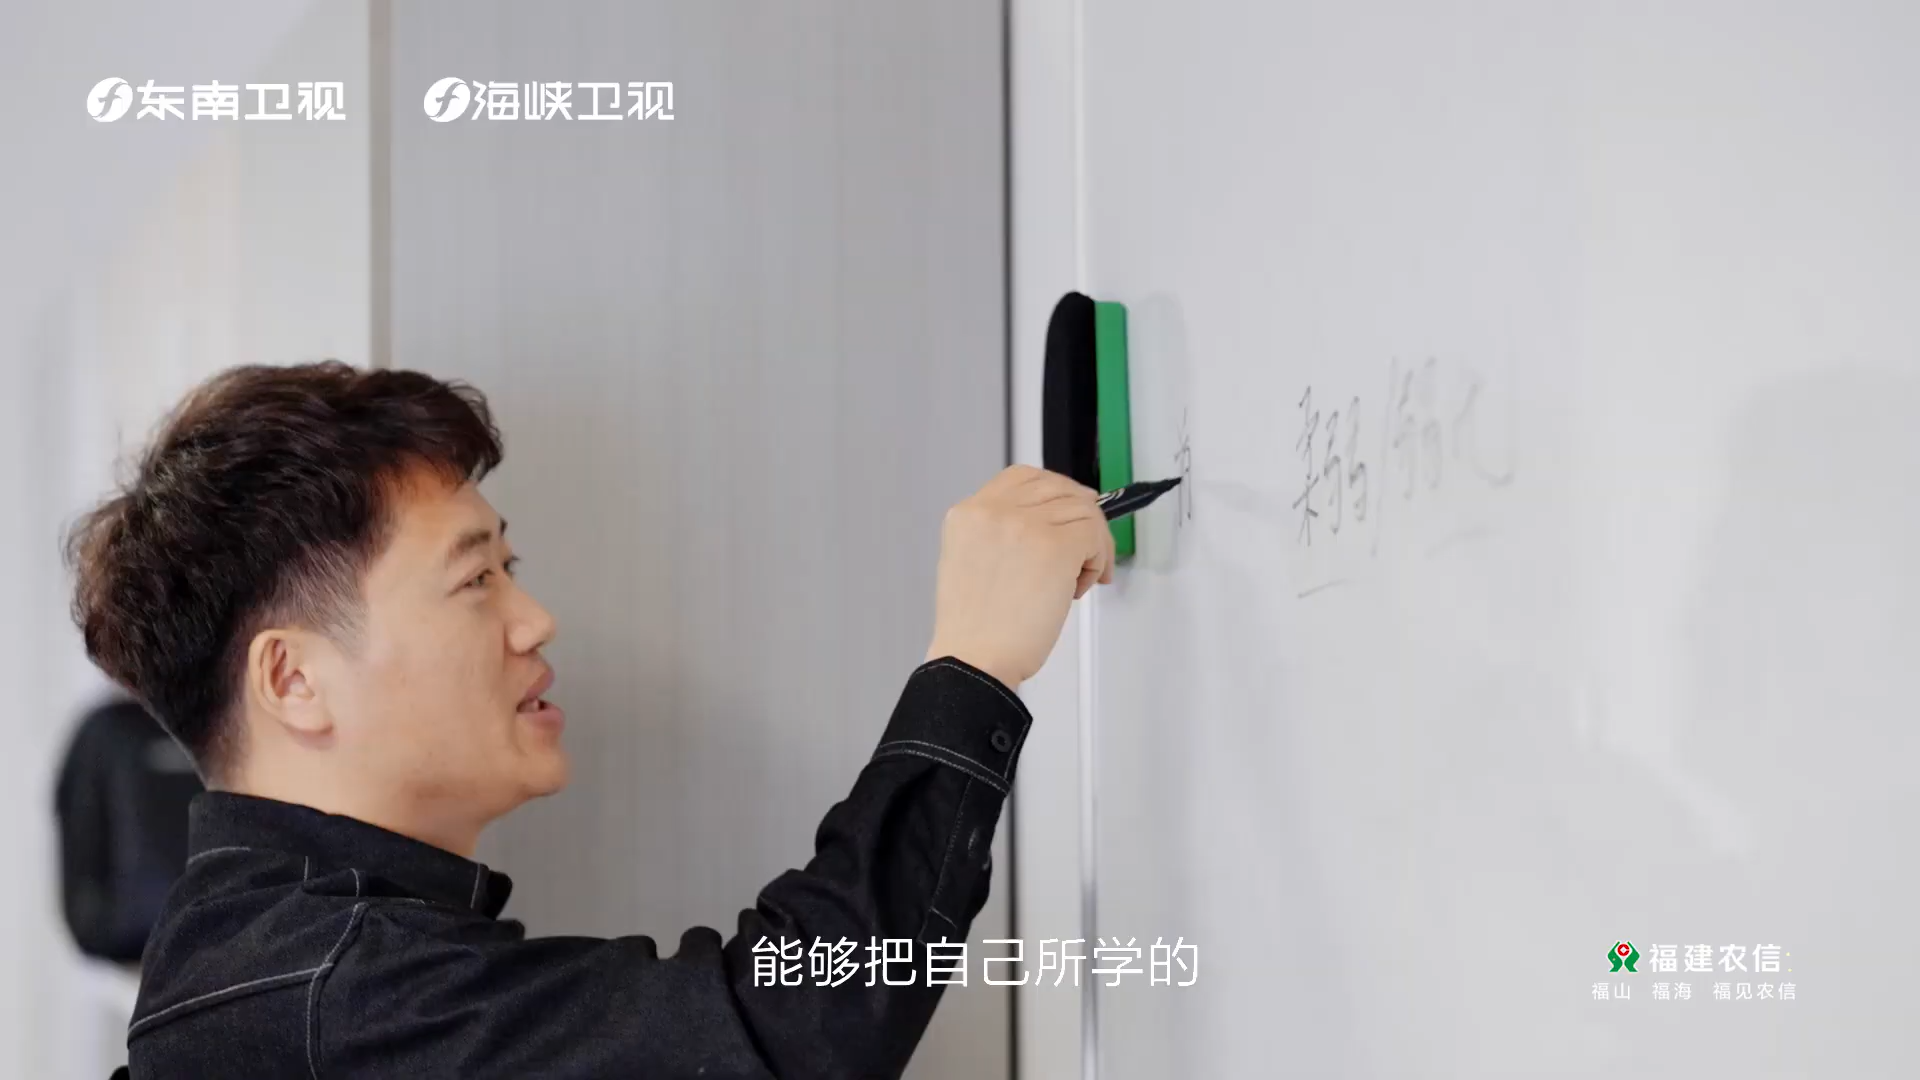 东南卫视
海峡卫视
能够把自己所学的
福建农信:
福山 福海 福见农信